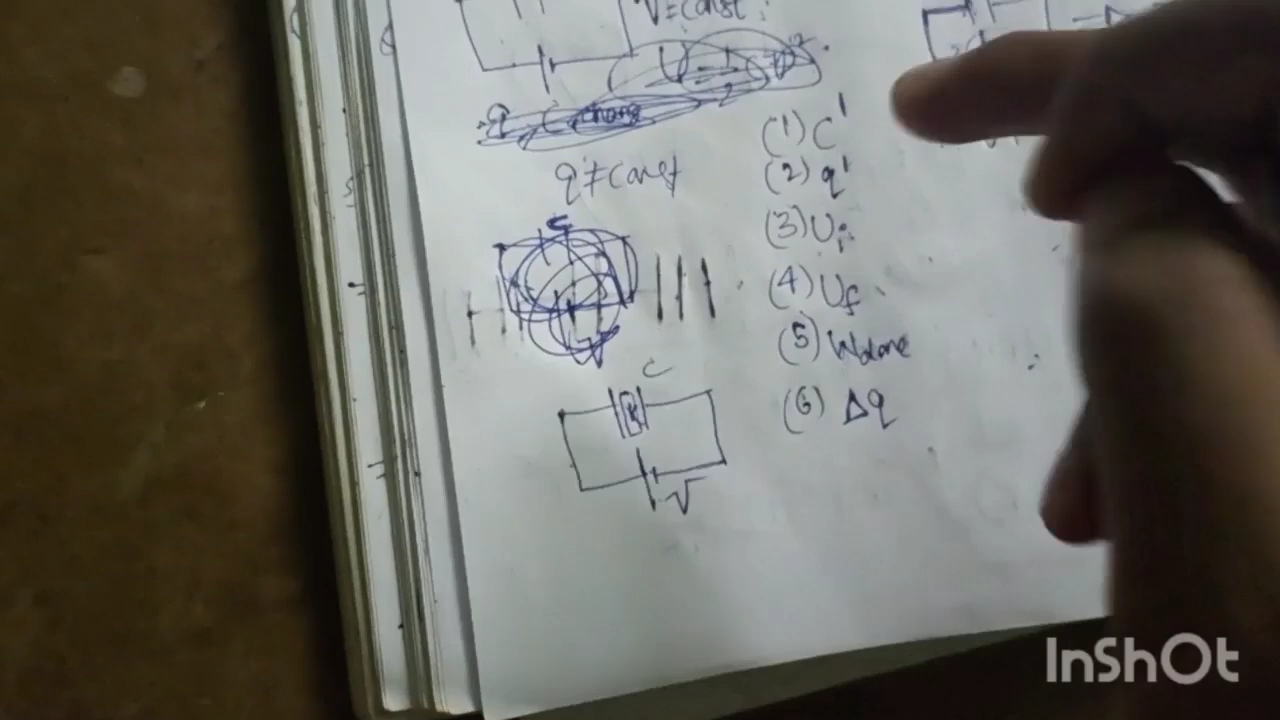 V = const.
q ≠ const
(1) C'
(2) q'
(3) Ui
(4) Uf
(5) Wdone
(6) Δq
C
K
V
InShOt